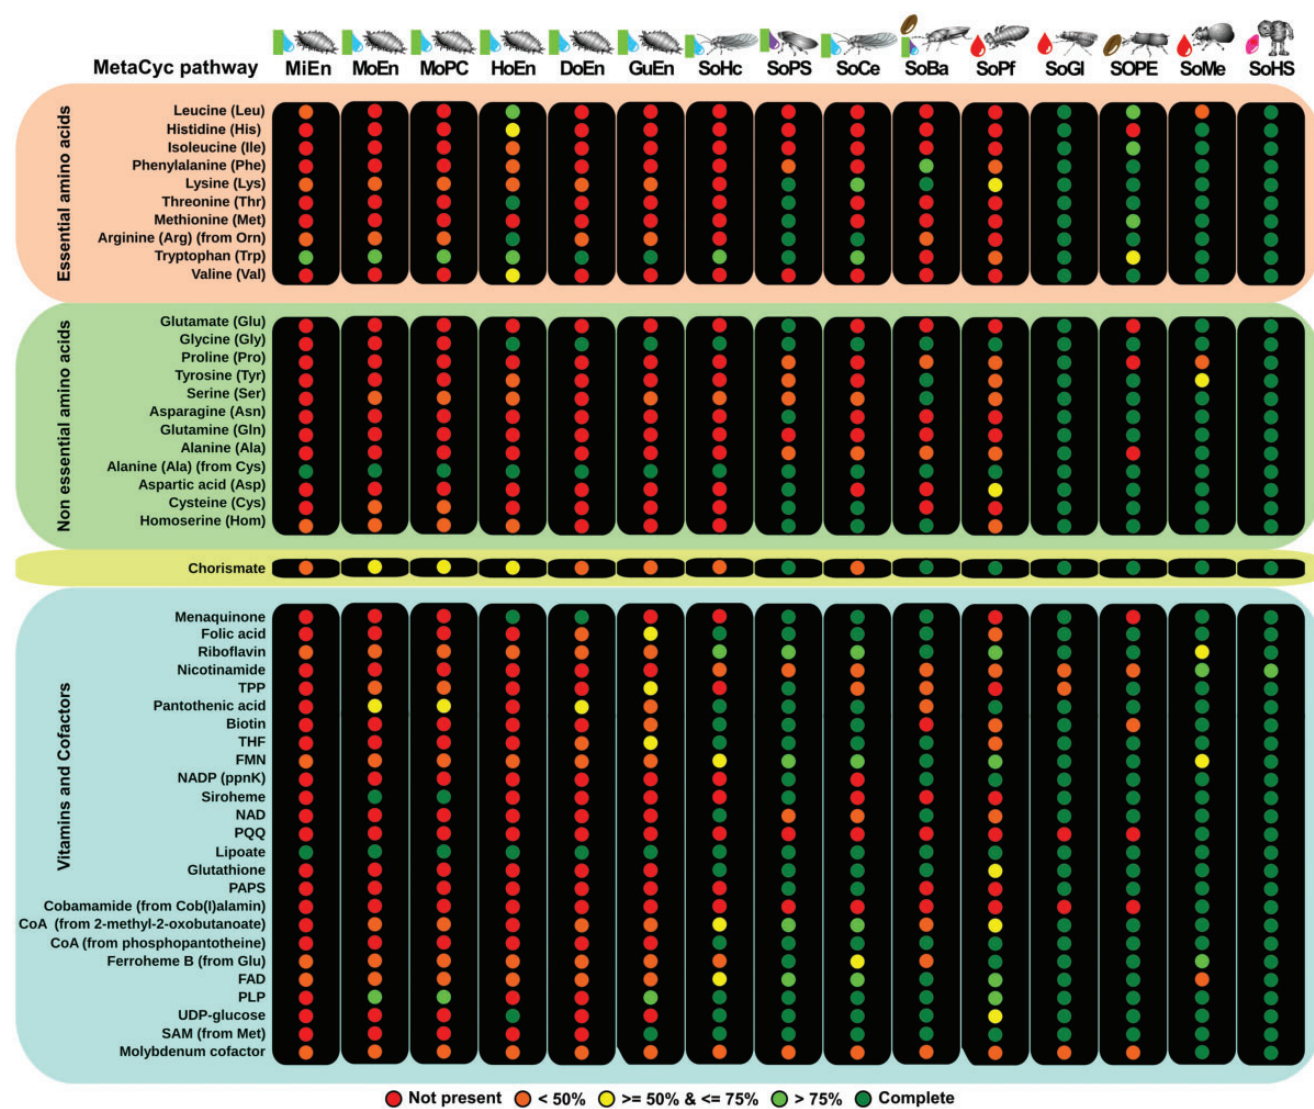 MetaCyc pathway MiEn MoEn MoPC HoEn DoEn GuEn SoHc SoPS SoCe SoBa SoPf SoGl SOPE SoMe SoHS
Essential amino acids
Leucine (Leu)
Histidine (His)
Isoleucine (Ile)
Phenylalanine (Phe)
Lysine (Lys)
Threonine (Thr)
Methionine (Met)
Arginine (Arg) (from Orn)
Tryptophan (Trp)
Valine (Val)
Non essential amino acids
Glutamate (Glu)
Glycine (Gly)
Proline (Pro)
Tyrosine (Tyr)
Serine (Ser)
Asparagine (Asn)
Glutamine (Gln)
Alanine (Ala)
Alanine (Ala) (from Cys)
Aspartic acid (Asp)
Cysteine (Cys)
Homoserine (Hom)
Chorismate
Vitamins and Cofactors
Menaquinone
Folic acid
Riboflavin
Nicotinamide
TPP
Pantothenic acid
Biotin
THF
FMN
NADP (ppnK)
Siroheme
NAD
PQQ
Lipoate
Glutathione
PAPS
Cobamamide (from Cob(I)alamin)
CoA (from 2-methyl-2-oxobutanoate)
CoA (from phosphopantotheine)
Ferroheme B (from Glu)
FAD
PLP
UDP-glucose
SAM (from Met)
Molybdenum cofactor
Not present < 50% >= 50% & <= 75% > 75% Complete